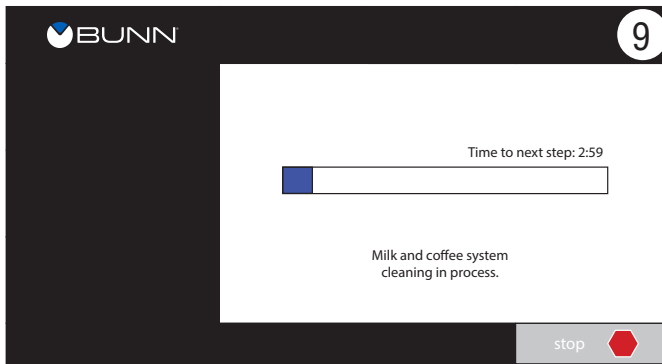 BUNN
9
Time to next step: 2:59
Milk and coffee system
cleaning in process.
stop